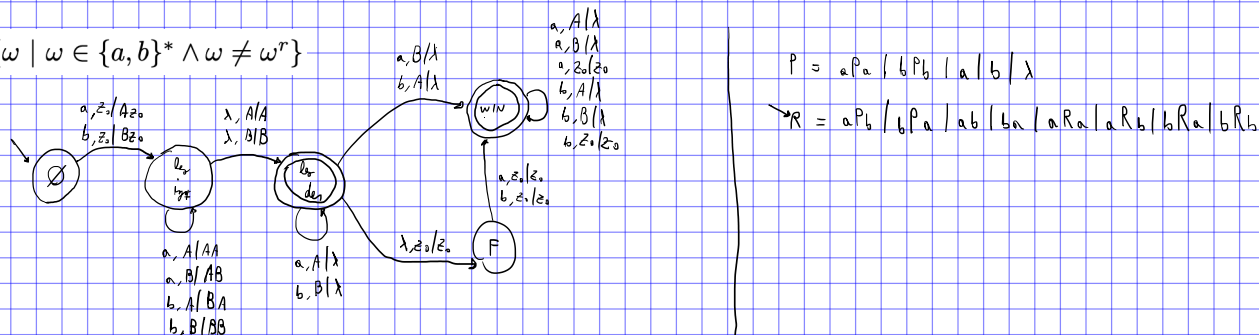 ω | ω ∈ {a, b}* ∧ ω ≠ ω^r}
a, z₀/Az₀
b, z₀/Bz₀
∅
λ, A/A
λ, B/B
a, A/AA
a, B/AB
b, A/BA
b, B/BB
a, A/λ
b, B/λ
a, B/λ
b, A/λ
λ, z₀/z₀
F
a, z₀/z₀
b, z₀/z₀
WIN
a, A/λ
a, B/λ
a, z₀/z₀
b, A/λ
b, B/λ
b, z₀/z₀
P = aPa | bPb | a | b | λ
R = aPb | bPa | ab | ba | aRa | aRb | bRa | bRb